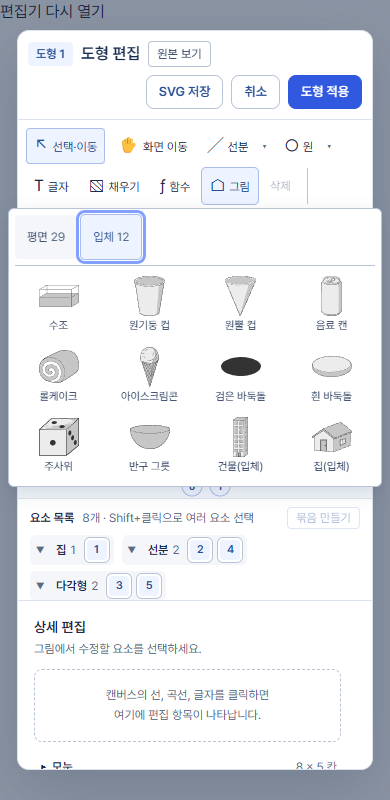 편집기 다시 열기
도형 1 도형 편집 원본 보기
SVG 저장 취소 도형 적용
선택·이동 화면 이동 선분 원
글자 채우기 함수 그림 삭제
평면 29 입체 12
수조 원기둥 컵 원뿔 컵 음료 캔
롤케이크 아이스크림콘 검은 바둑돌 흰 바둑돌
주사위 반구 그릇 건물(입체) 집(입체)
요소 목록 8개 · Shift+클릭으로 여러 요소 선택 묶음 만들기
집 1 1 선분 2 2 4
다각형 2 3 5
상세 편집
그림에서 수정할 요소를 선택하세요.
캔버스의 선, 곡선, 글자를 클릭하면
여기에 편집 항목이 나타납니다.
모눈 8 × 5 칸